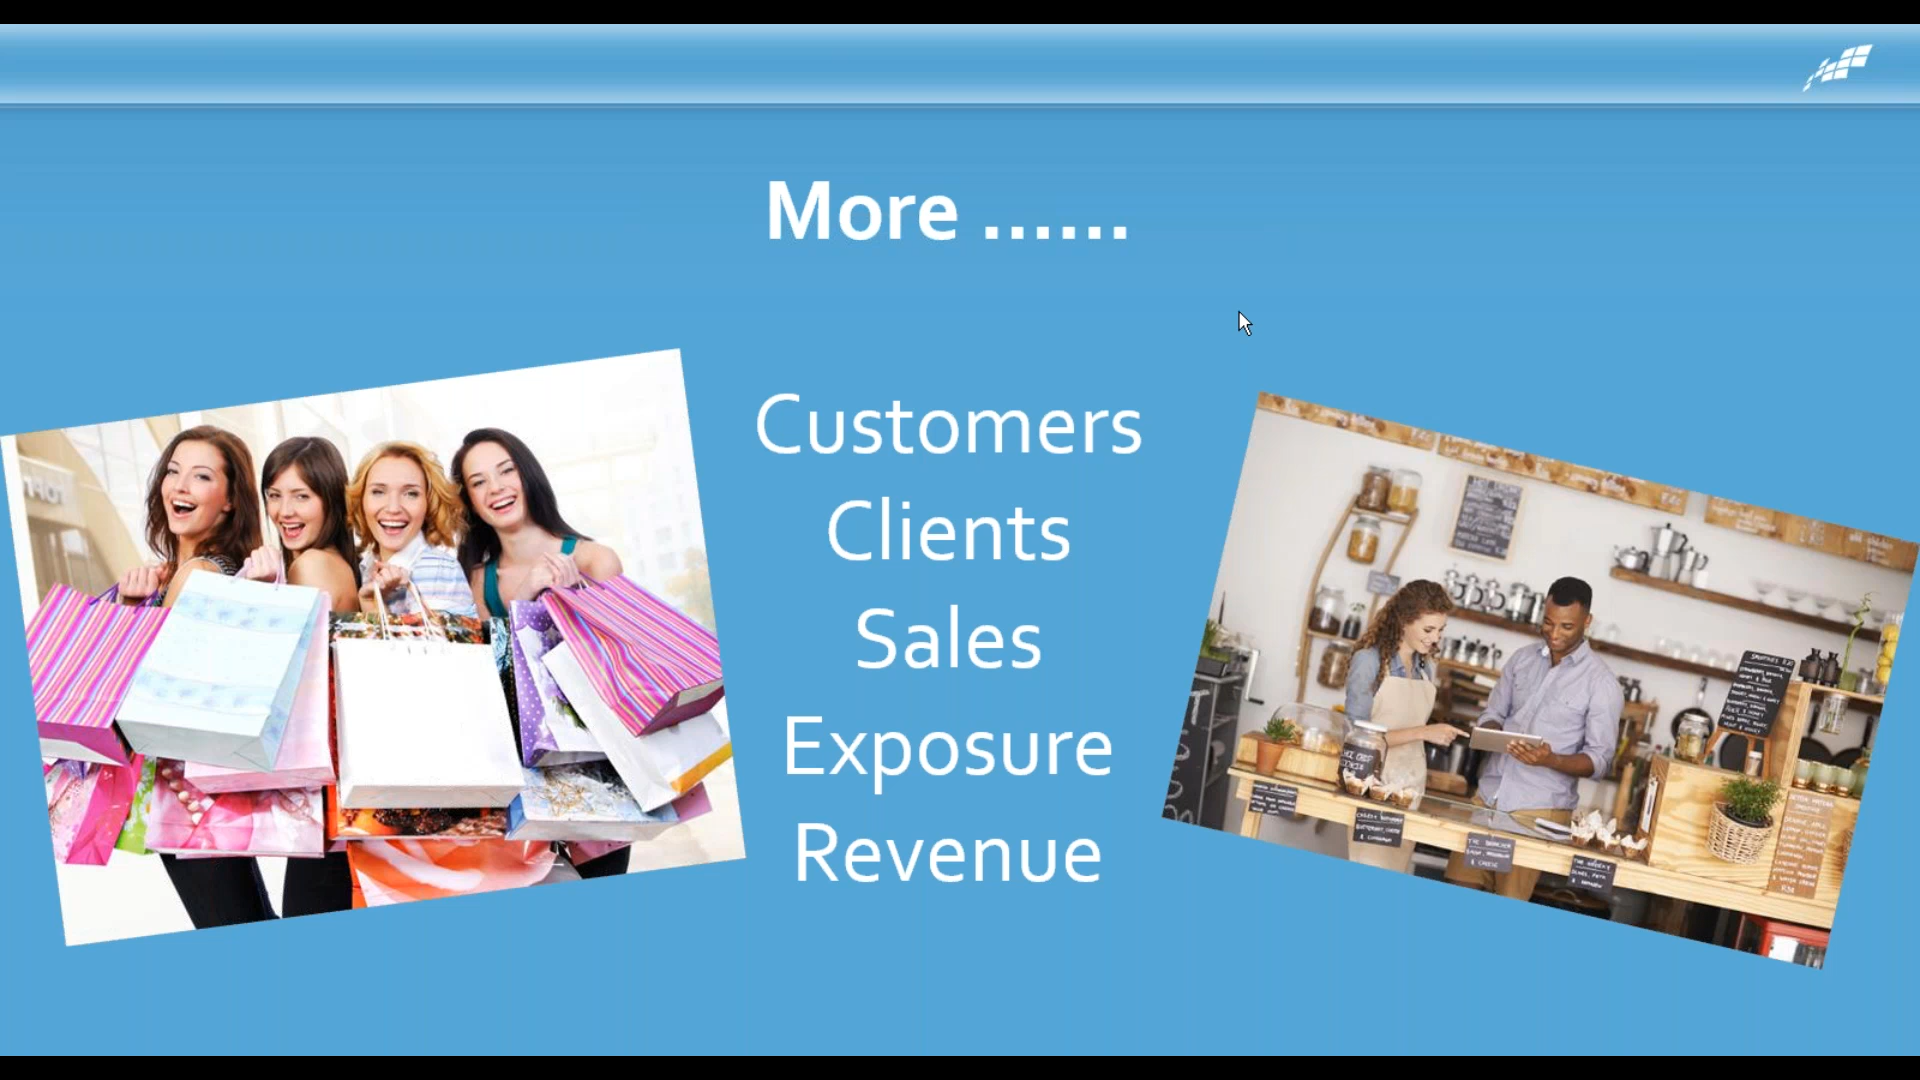 More ......
Customers
Clients
Sales
Exposure
Revenue